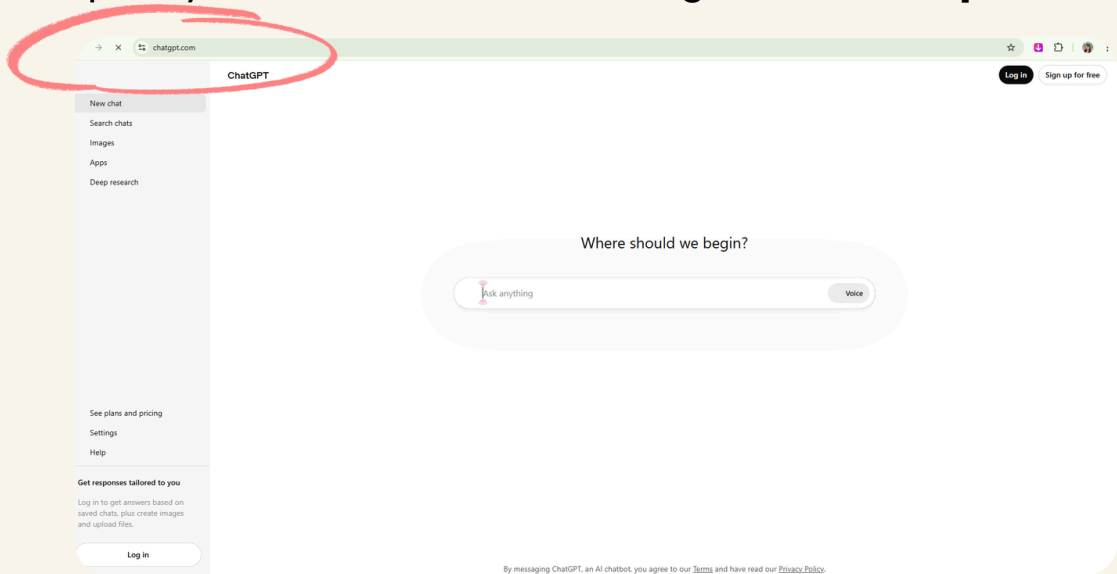 chatgpt.com
ChatGPT
Log in
Sign up for free
New chat
Search chats
Images
Apps
Deep research
Where should we begin?
Ask anything
Voice
See plans and pricing
Settings
Help
Get responses tailored to you
Log in to get answers based on
saved chats, plus create images
and upload files.
Log in
By messaging ChatGPT, an AI chatbot, you agree to our Terms and have read our Privacy Policy.